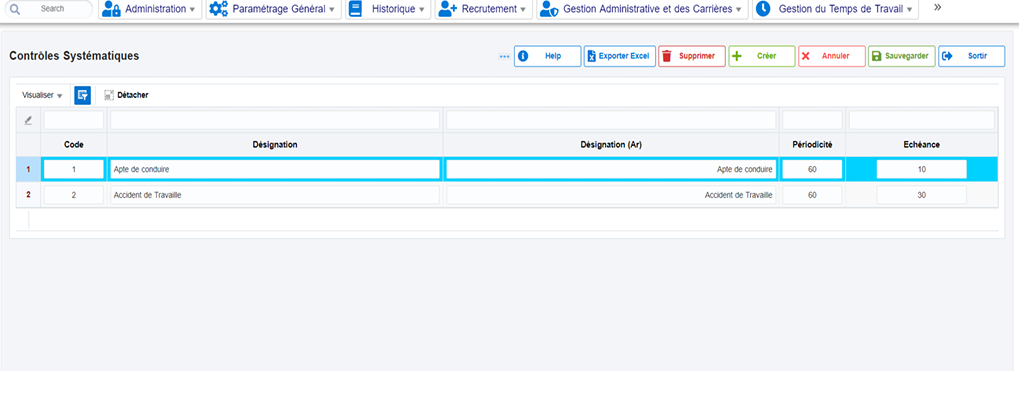 Search Administration Paramétrage Général Historique Recrutement Gestion Administrative et des Carrières Gestion du Temps de Travail »
Contrôles Systématiques ... Help Exporter Excel Supprimer Créer Annuler Sauvegarder Sortir
Visualiser Détacher
Code Désignation Désignation (Ar) Périodicité Echéance
1 1 Apte de conduire Apte de conduire 60 10
2 2 Accident de Travaille Accident de Travaille 60 30